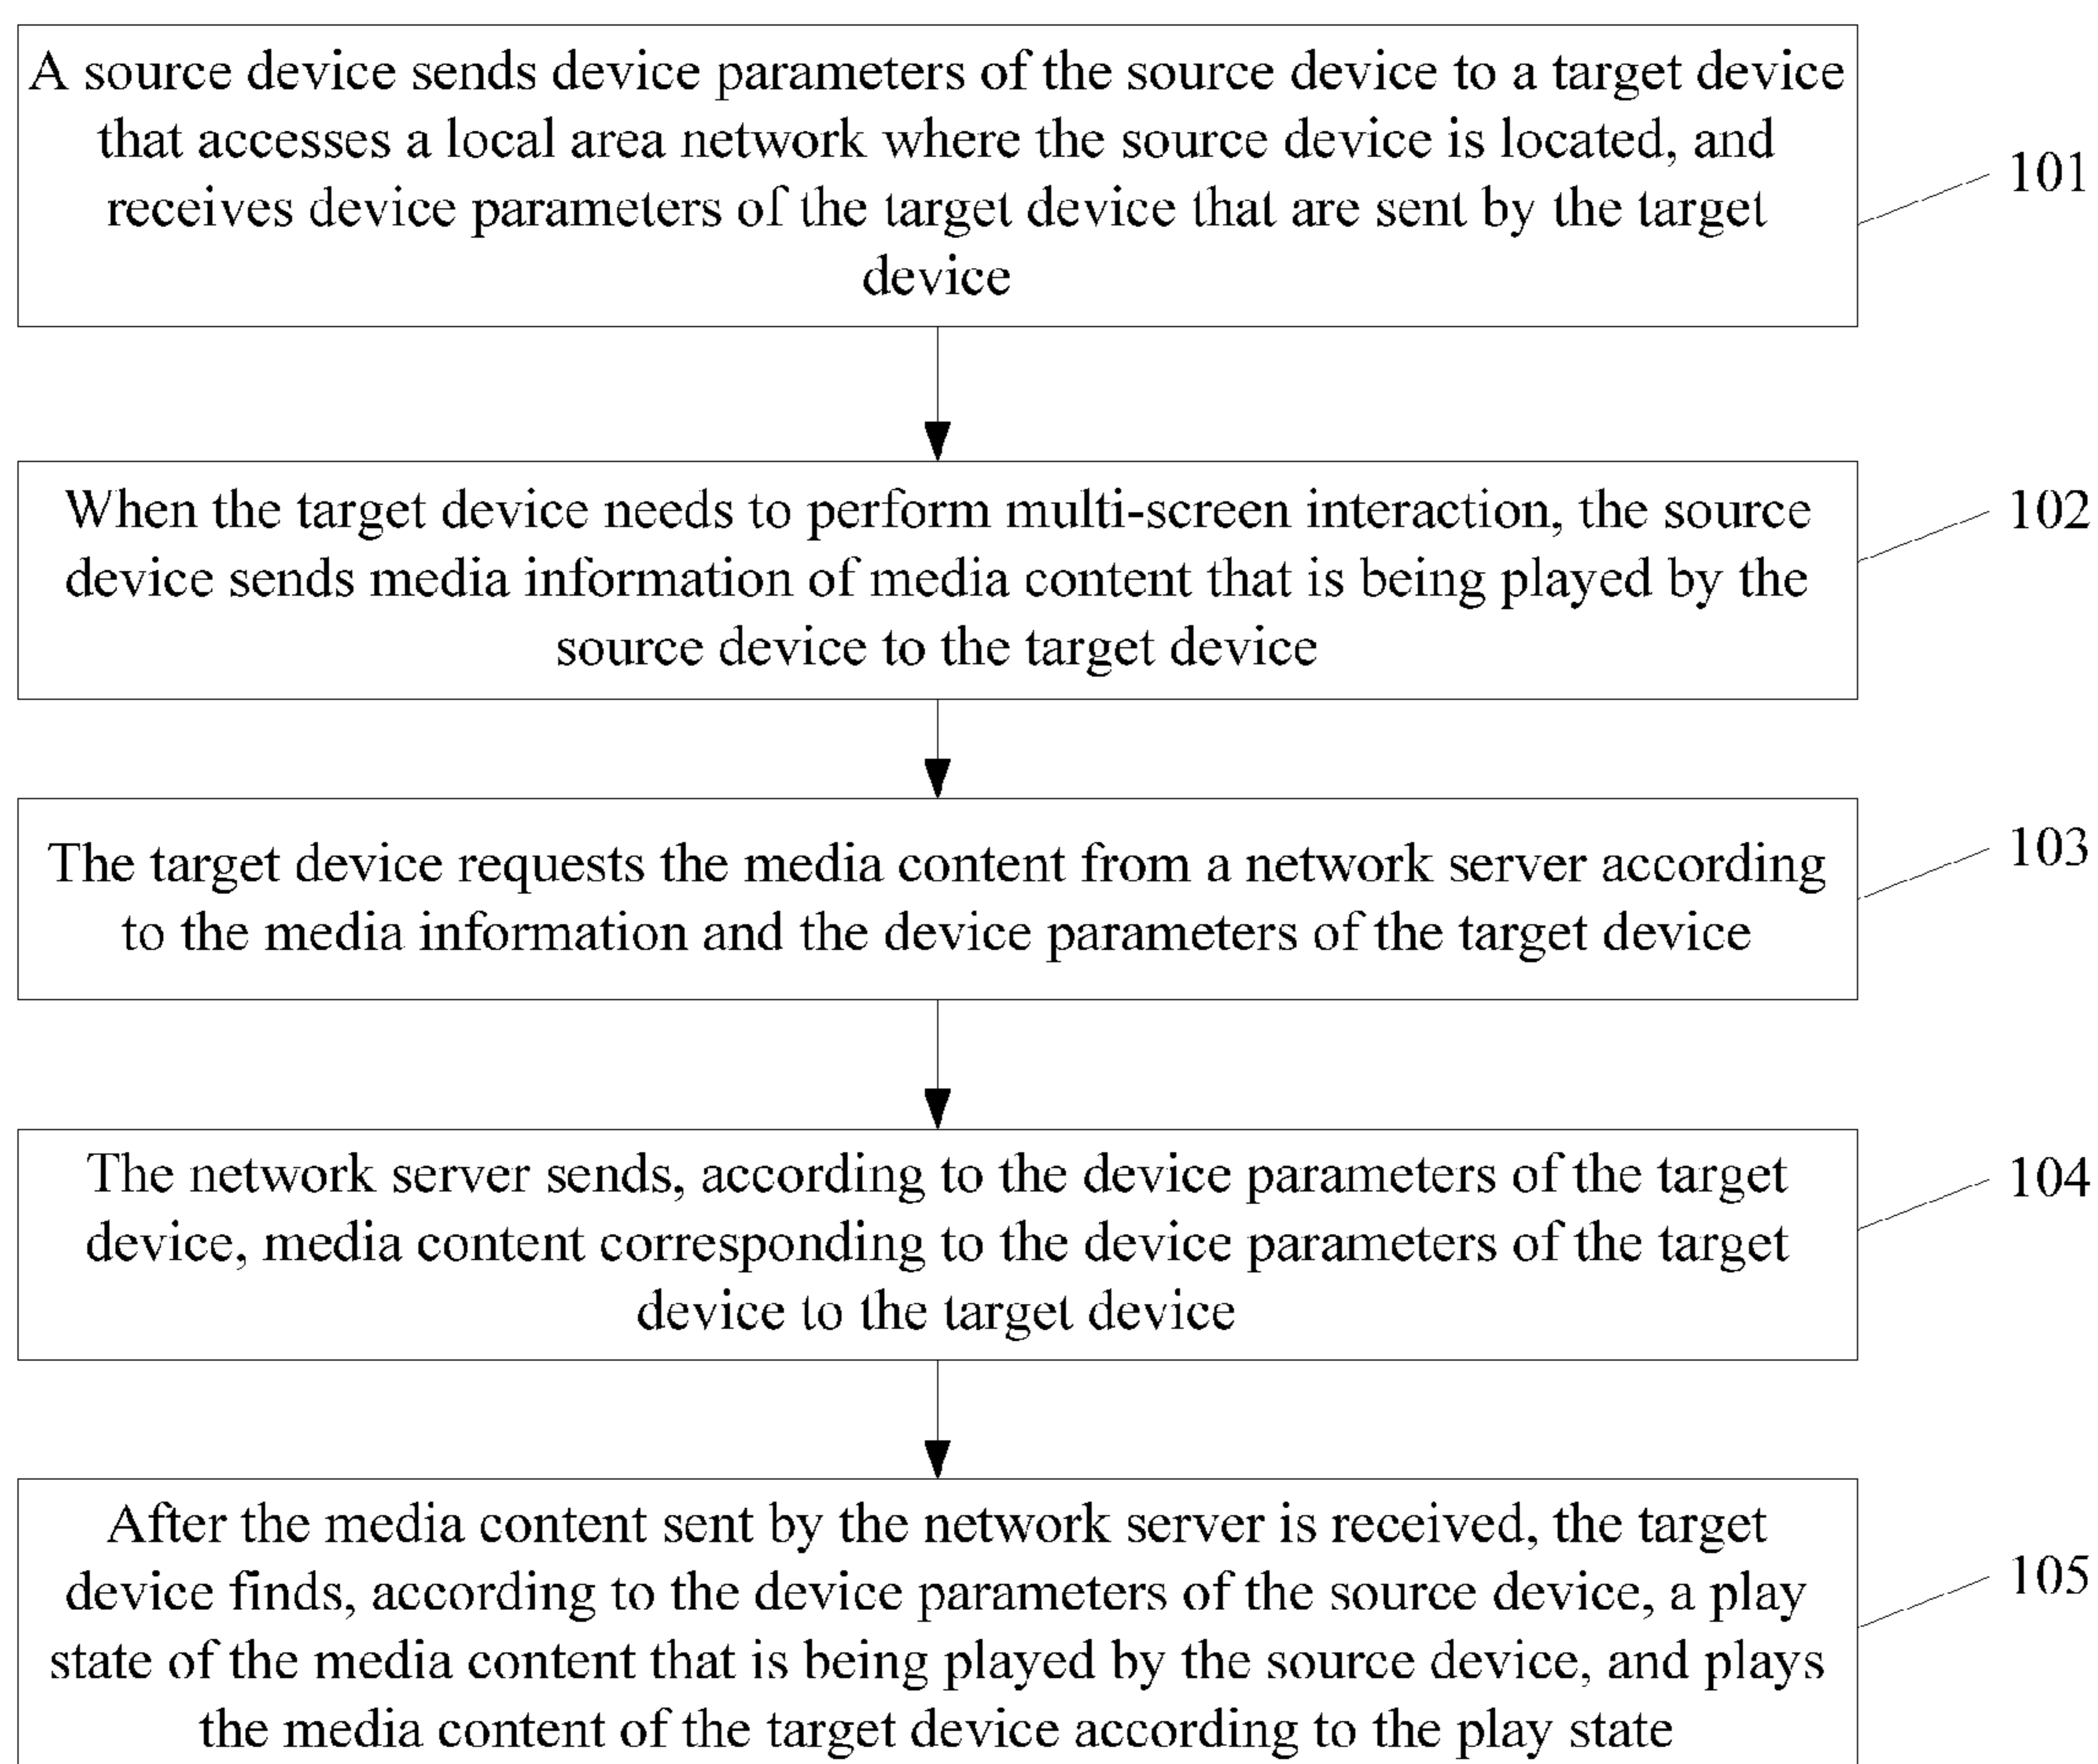 A source device sends device parameters of the source device to a target device
that accesses a local area network where the source device is located, and
receives device parameters of the target device that are sent by the target
device
101
When the target device needs to perform multi-screen interaction, the source
device sends media information of media content that is being played by the
source device to the target device
102
The target device requests the media content from a network server according
to the media information and the device parameters of the target device
103
The network server sends, according to the device parameters of the target
device, media content corresponding to the device parameters of the target
device to the target device
104
After the media content sent by the network server is received, the target
device finds, according to the device parameters of the source device, a play
state of the media content that is being played by the source device, and plays
the media content of the target device according to the play state
105